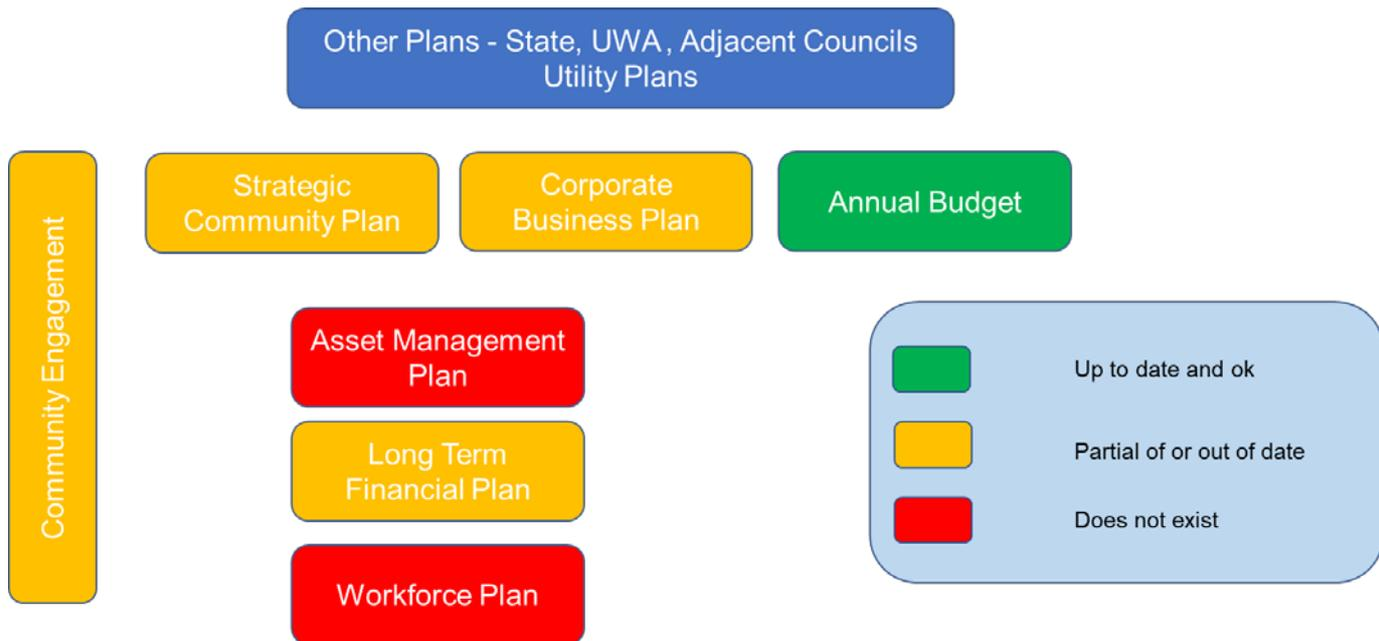 Other Plans - State, UWA , Adjacent Councils
Utility Plans
Community Engagement
Strategic
Community Plan
Corporate
Business Plan
Annual Budget
Asset Management
Plan
Long Term
Financial Plan
Workforce Plan
Up to date and ok
Partial of or out of date
Does not exist